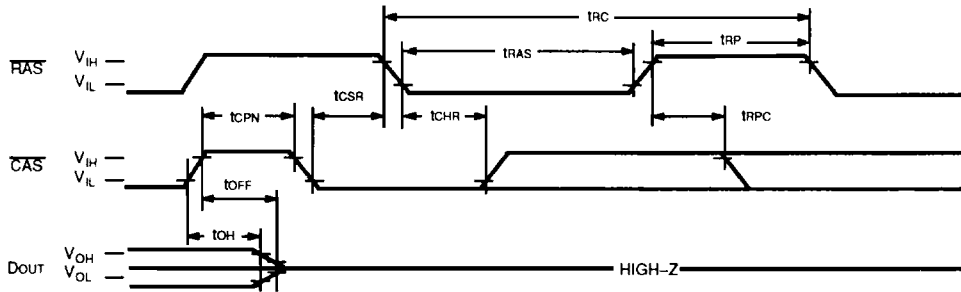 tRC
tRAS
tRP
RAS
VIH
VIL
tCSR
tCPN
tCHR
tRPC
CAS
VIH
VIL
tOFF
tOH
DOUT
VOH
VOL
HIGH-Z